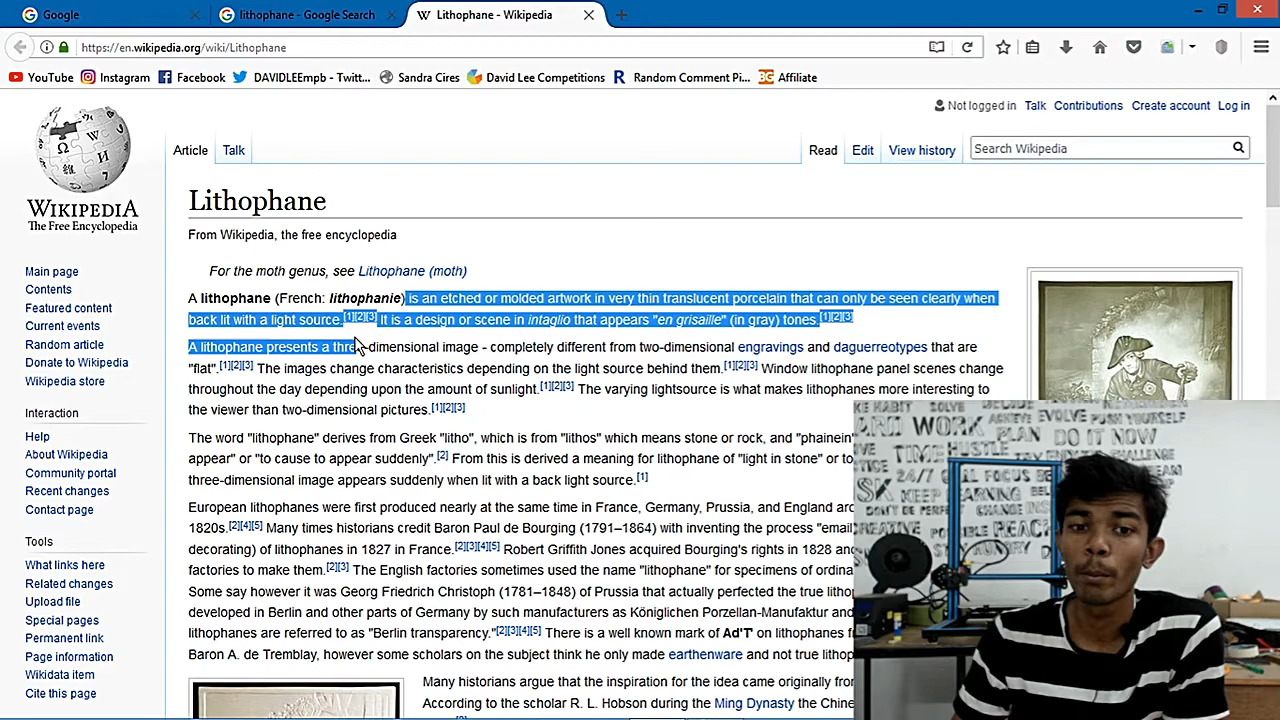 Google
lithophane - Google Search
Lithophane - Wikipedia
https://en.wikipedia.org/wiki/Lithophane
YouTube
Instagram
Facebook
DAVIDLEEmpb - Twitt...
Sandra Cires
David Lee Competitions
Random Comment Pi...
Affiliate
Not logged in Talk Contributions Create account Log in
Article Talk
Read Edit View history
Search Wikipedia
WIKIPEDIA
The Free Encyclopedia
Main page
Contents
Featured content
Current events
Random article
Donate to Wikipedia
Wikipedia store
Interaction
Help
About Wikipedia
Community portal
Recent changes
Contact page
Tools
What links here
Related changes
Upload file
Special pages
Permanent link
Page information
Wikidata item
Cite this page
Lithophane
From Wikipedia, the free encyclopedia
For the moth genus, see Lithophane (moth)
A lithophane (French: lithophanie) is an etched or molded artwork in very thin translucent porcelain that can only be seen clearly when
back lit with a light source.[1][2][3] It is a design or scene in intaglio that appears "en grisaille" (in gray) tones.[1][2][3]
A lithophane presents a three-dimensional image - completely different from two-dimensional engravings and daguerreotypes that are
"flat".[1][2][3] The images change characteristics depending on the light source behind them.[1][2][3] Window lithophane panel scenes change
throughout the day depending upon the amount of sunlight.[1][2][3] The varying lightsource is what makes lithophanes more interesting to
the viewer than two-dimensional pictures.[1][2][3]
The word "lithophane" derives from Greek "litho", which is from "lithos" which means stone or rock, and "phainein"
appear" or "to cause to appear suddenly".[2] From this is derived a meaning for lithophane of "light in stone" or to
three-dimensional image appears suddenly when lit with a back light source.[1]
European lithophanes were first produced nearly at the same time in France, Germany, Prussia, and England
1820s.[2][4][5] Many times historians credit Baron Paul de Bourging (1791–1864) with inventing the process "email
decorating) of lithophanes in 1827 in France.[2][3][4][5] Robert Griffith Jones acquired Bourging's rights in 1828
factories to make them.[2][3] The English factories sometimes used the name "lithophane" for specimens of
Some say however it was Georg Friedrich Christoph (1781–1848) of Prussia that actually perfected the true
developed in Berlin and other parts of Germany by such manufacturers as Königlichen Porzellan-Manufaktur and
lithophanes are referred to as "Berlin transparency."[2][3][4][5] There is a well known mark of Ad'T' on lithophanes
Baron A. de Tremblay, however some scholars on the subject think he only made earthenware and not true
Many historians argue that the inspiration for the idea came originally
According to the scholar R. L. Hobson during the Ming Dynasty the
HABIT SOLVE
ACHIEVE EVOLVE PUSH YOURSELF
HARD WORK PLAN DO IT NOW
TIME
24/7
KEEP LEARNING
CREATIVE POSSIBLE REACH